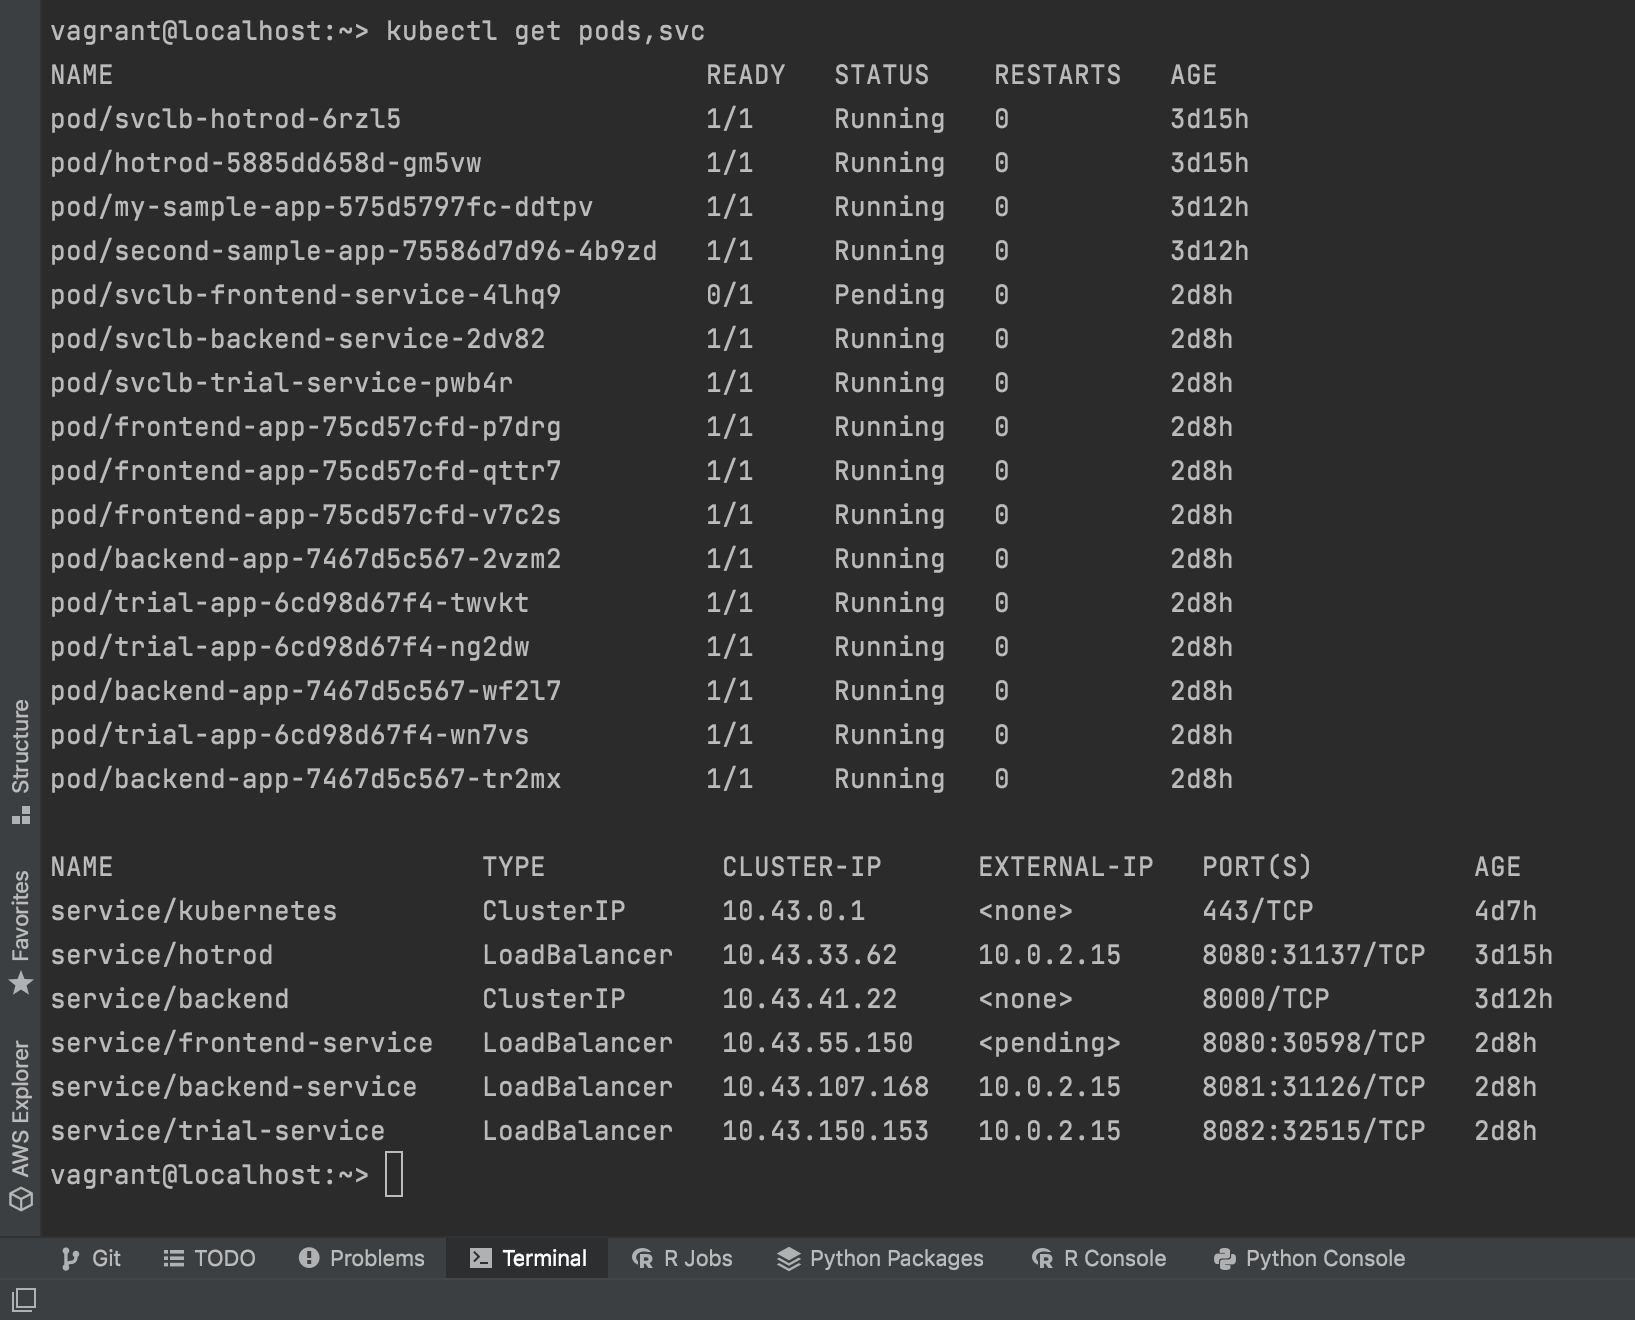 vagrant@localhost:~> kubectl get pods,svc
NAME READY STATUS RESTARTS AGE
pod/svclb-hotrod-6rzl5 1/1 Running 0 3d15h
pod/hotrod-5885dd658d-gm5vw 1/1 Running 0 3d15h
pod/my-sample-app-575d5797fc-ddtpv 1/1 Running 0 3d12h
pod/second-sample-app-75586d7d96-4b9zd 1/1 Running 0 3d12h
pod/svclb-frontend-service-4lhq9 0/1 Pending 0 2d8h
pod/svclb-backend-service-2dv82 1/1 Running 0 2d8h
pod/svclb-trial-service-pwb4r 1/1 Running 0 2d8h
pod/frontend-app-75cd57cfd-p7drg 1/1 Running 0 2d8h
pod/frontend-app-75cd57cfd-qttr7 1/1 Running 0 2d8h
pod/frontend-app-75cd57cfd-v7c2s 1/1 Running 0 2d8h
pod/backend-app-7467d5c567-2vzm2 1/1 Running 0 2d8h
pod/trial-app-6cd98d67f4-twvkt 1/1 Running 0 2d8h
pod/trial-app-6cd98d67f4-ng2dw 1/1 Running 0 2d8h
pod/backend-app-7467d5c567-wf2l7 1/1 Running 0 2d8h
pod/trial-app-6cd98d67f4-wn7vs 1/1 Running 0 2d8h
pod/backend-app-7467d5c567-tr2mx 1/1 Running 0 2d8h
NAME TYPE CLUSTER-IP EXTERNAL-IP PORT(S) AGE
service/kubernetes ClusterIP 10.43.0.1 <none> 443/TCP 4d7h
service/hotrod LoadBalancer 10.43.33.62 10.0.2.15 8080:31137/TCP 3d15h
service/backend ClusterIP 10.43.41.22 <none> 8000/TCP 3d12h
service/frontend-service LoadBalancer 10.43.55.150 <pending> 8080:30598/TCP 2d8h
service/backend-service LoadBalancer 10.43.107.168 10.0.2.15 8081:31126/TCP 2d8h
service/trial-service LoadBalancer 10.43.150.153 10.0.2.15 8082:32515/TCP 2d8h
vagrant@localhost:~>
Structure
Favorites
AWS Explorer
Git TODO Problems Terminal R Jobs Python Packages R Console Python Console